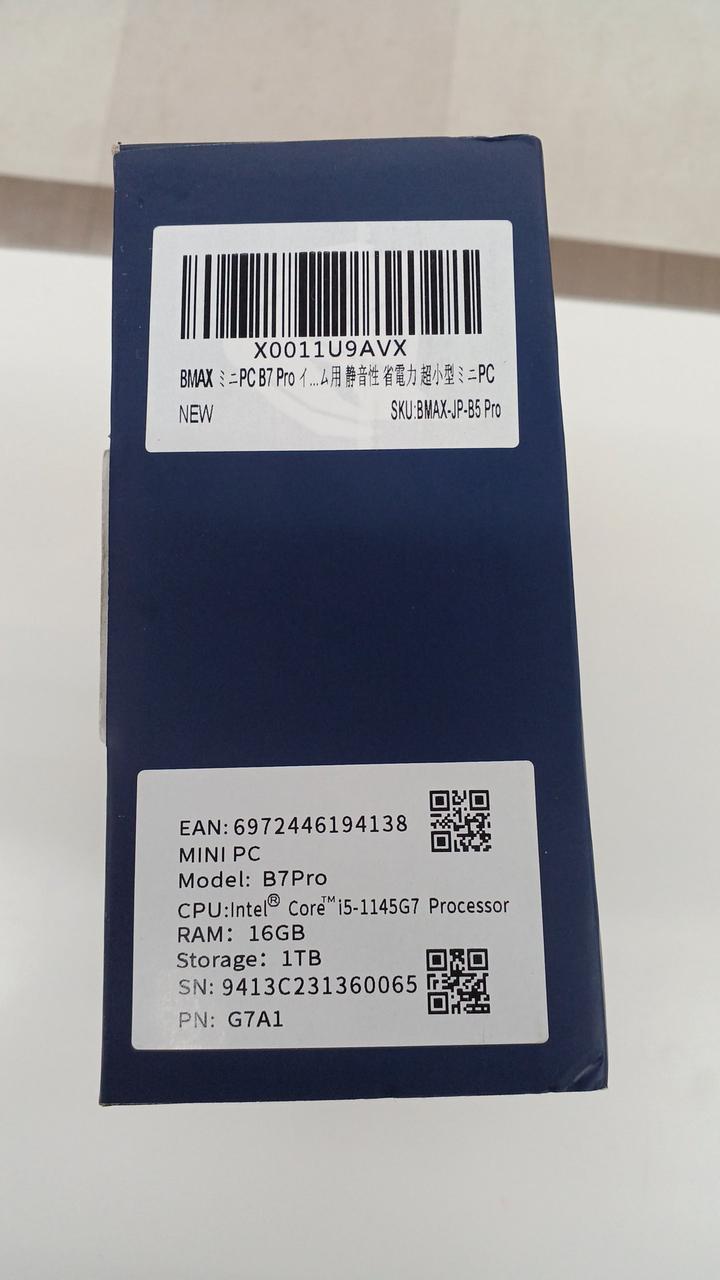 X0011U9AVX
BMAX ミニPC B7 Pro イ...ム用 静音性 省電力 超小型ミニPC
NEW SKU:BMAX-JP-B5 Pro
EAN: 6972446194138
MINI PC
Model: B7Pro
CPU:Intel® Core™ i5-1145G7 Processor
RAM: 16GB
Storage: 1TB
SN: 9413C231360065
PN: G7A1